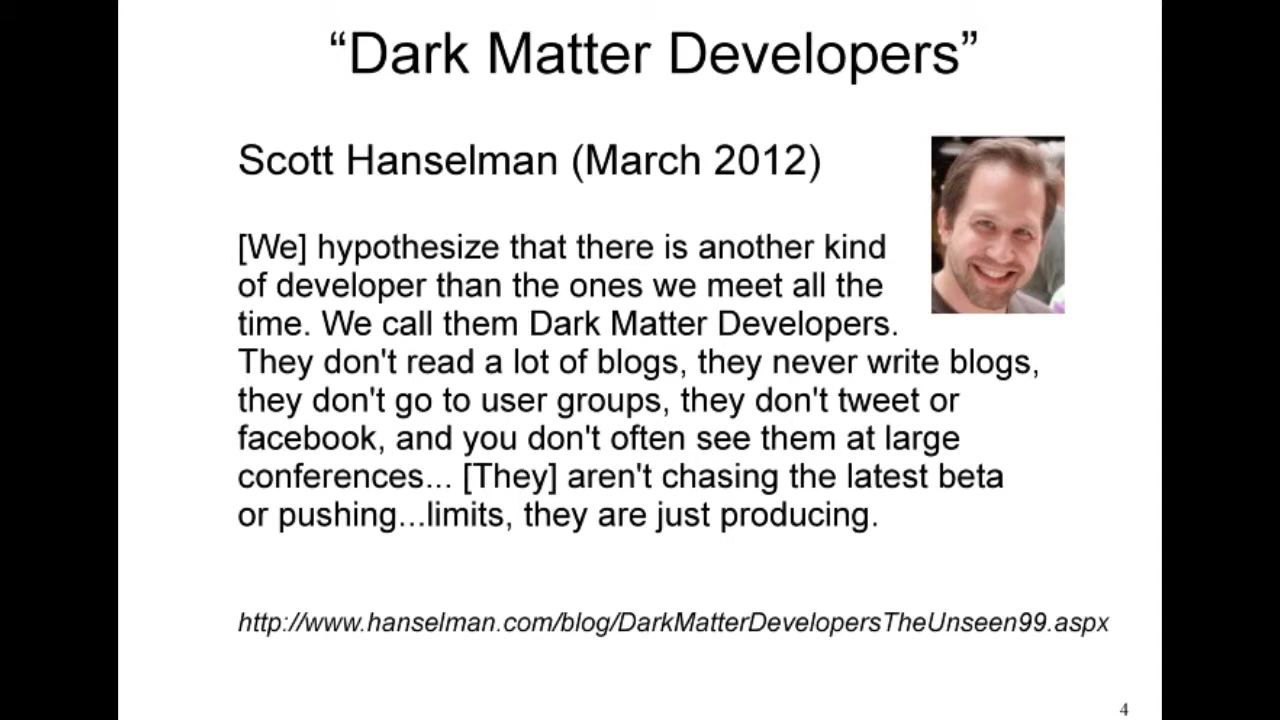 “Dark Matter Developers”
Scott Hanselman (March 2012)
[We] hypothesize that there is another kind
of developer than the ones we meet all the
time. We call them Dark Matter Developers.
They don't read a lot of blogs, they never write blogs,
they don't go to user groups, they don't tweet or
facebook, and you don't often see them at large
conferences... [They] aren't chasing the latest beta
or pushing...limits, they are just producing.
http://www.hanselman.com/blog/DarkMatterDevelopersTheUnseen99.aspx
4